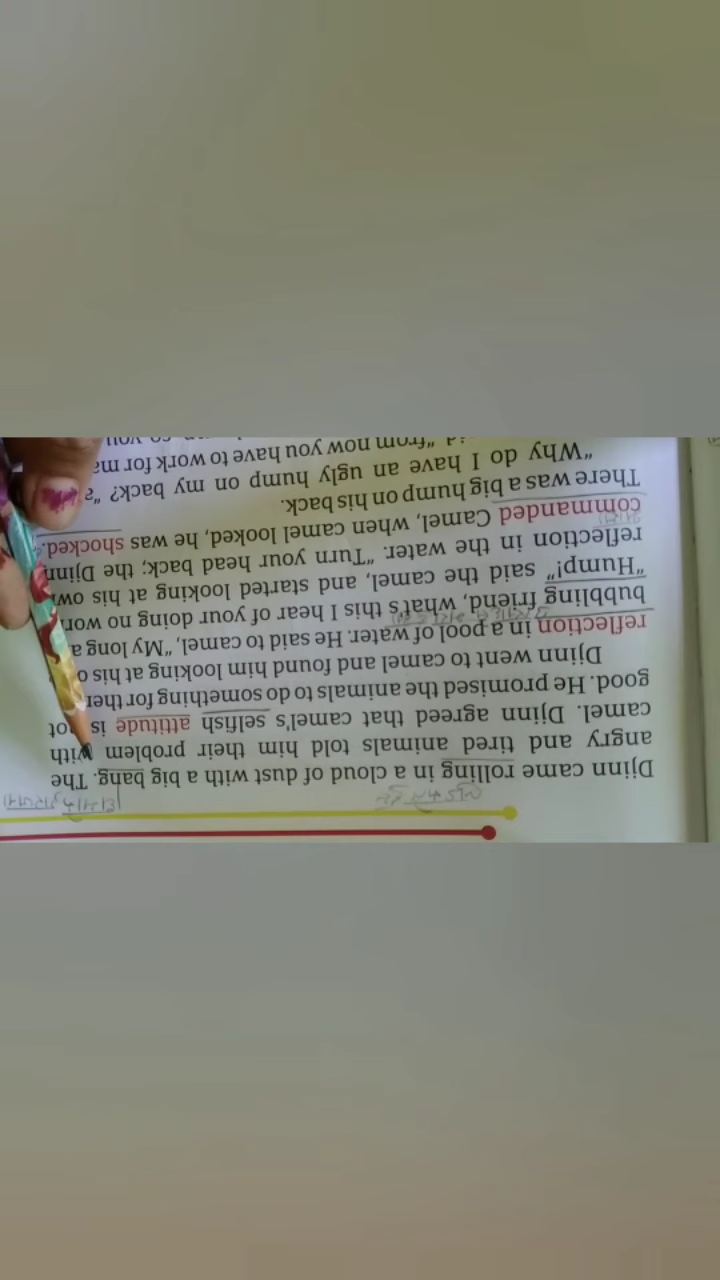 Djinn came rolling in a cloud of dust with a big bang. The
angry and tired animals told him their problem with
camel. Djinn agreed that camel's selfish attitude is not
good. He promised the animals to do something for
Djinn went to camel and found him looking at his
reflection in a pool of water. He said to camel, "My long
bubbling friend, what's this I hear of your doing no
"Hump!" said the camel, and started looking at his
reflection in the water. "Turn your head back; the Djinn
commanded Camel, when camel looked, he was shocked.
There was a big hump on his back.
"Why do I have an ugly hump on my back? "
"from now you have to work for